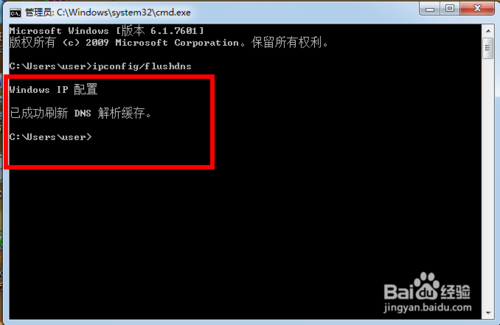 管理员: C:\Windows\system32\cmd.exe
Microsoft Windows [版本 6.1.7601]
版权所有 (c) 2009 Microsoft Corporation。保留所有权利。
C:\Users\user>ipconfig/flushdns
Windows IP 配置
已成功刷新 DNS 解析缓存。
C:\Users\user>
Baidu 经验
jingyan.baidu.com